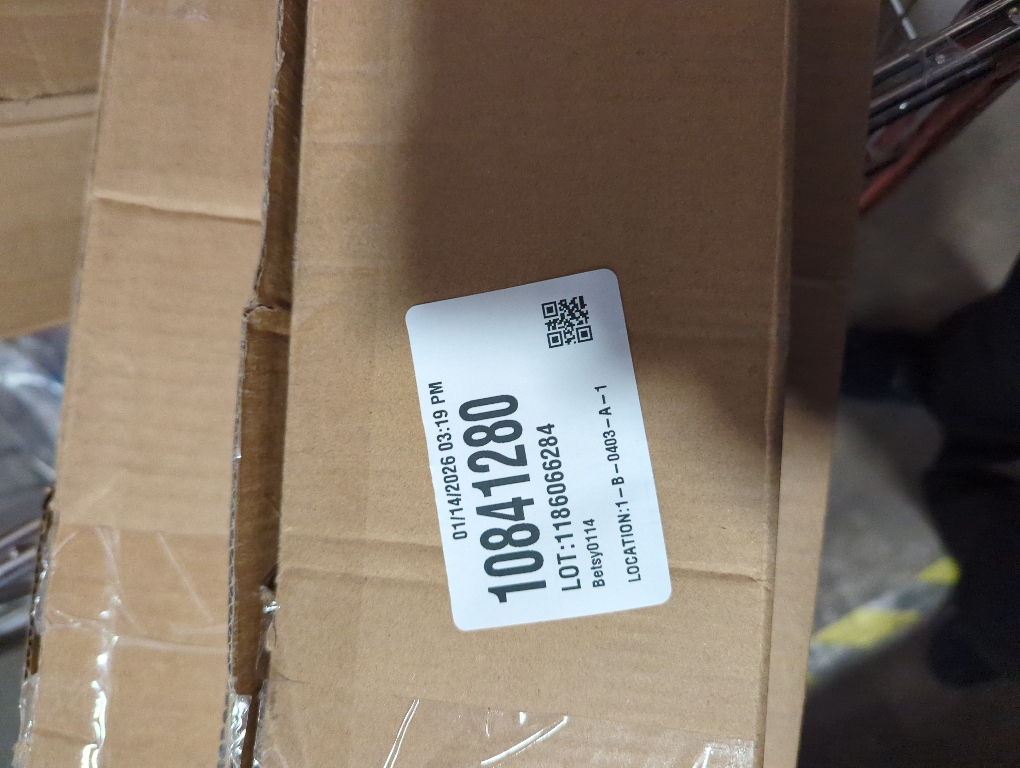 01/14/2026 03:19 PM
10841280
LOT:1186066284
Betsy0114
LOCATION:1-B-0403-A-1